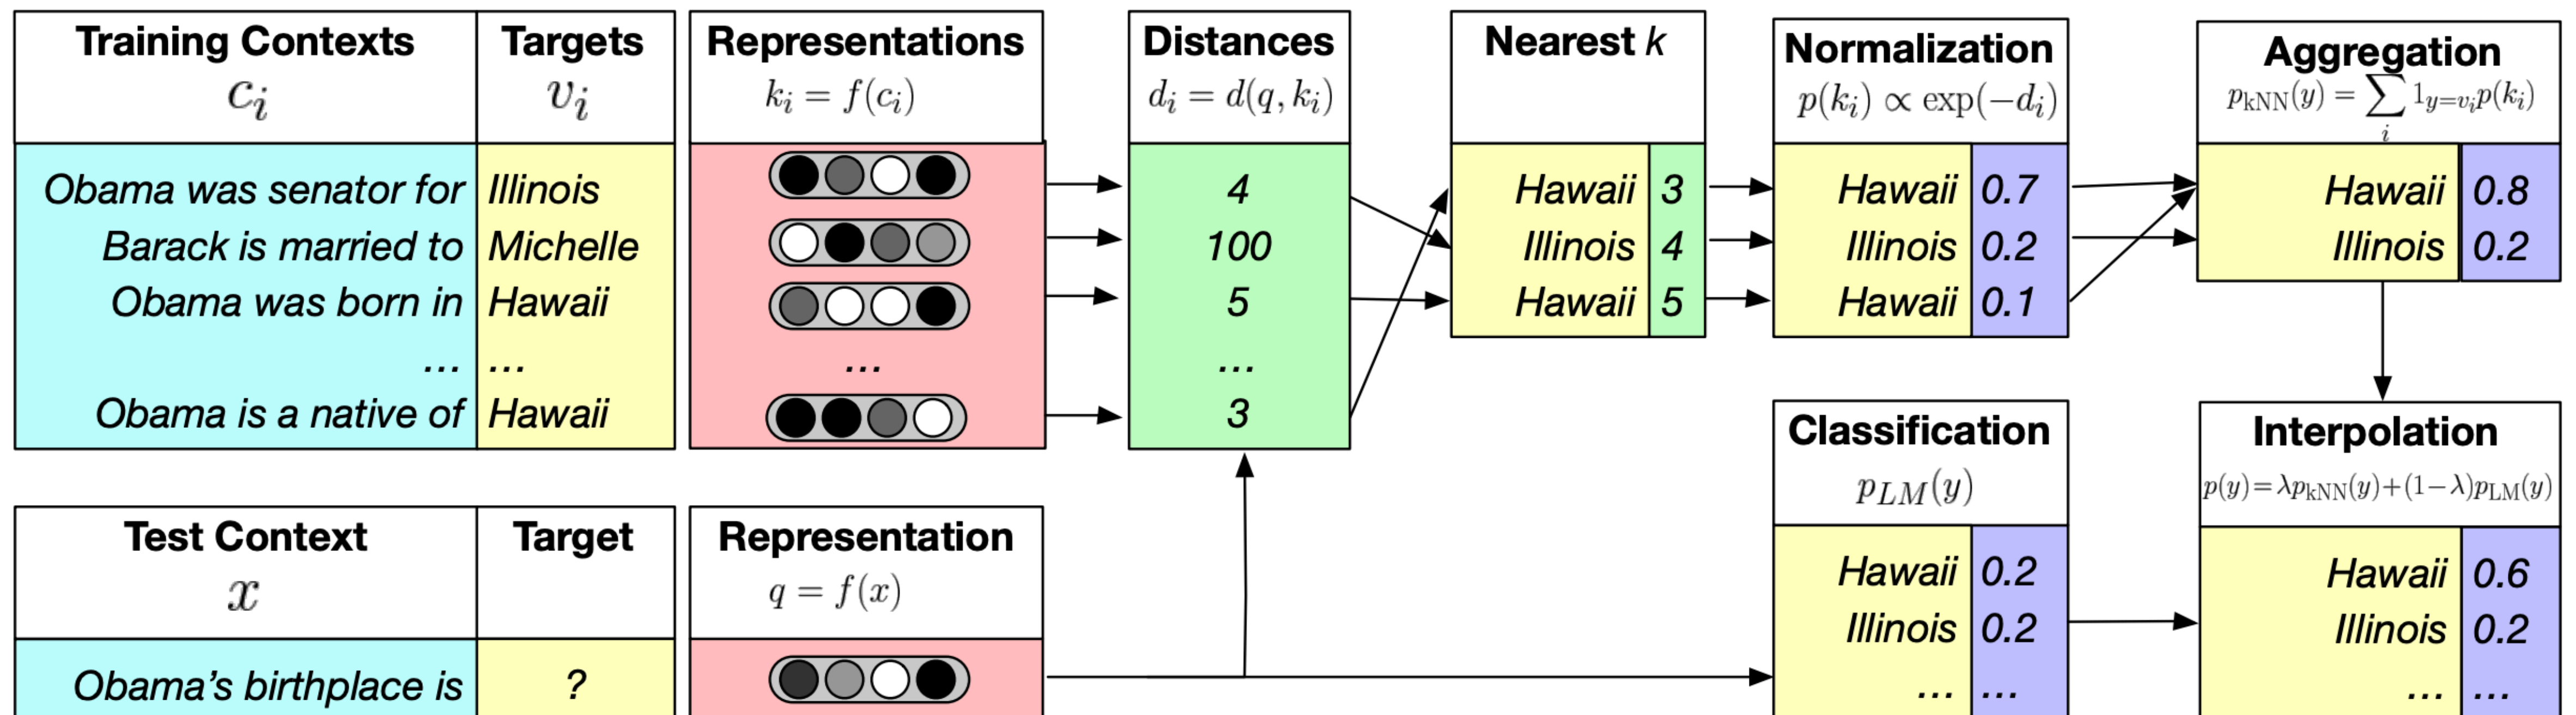 Training Contexts
Targets
Representations
Distances
Nearest k
Normalization
Aggregation
c_i
v_i
k_i = f(c_i)
d_i = d(q, k_i)
p(k_i) ∝ exp(−d_i)
p_kNN(y) = ∑_i 1_{y=v_i} p(k_i)
Obama was senator for Illinois
4
Hawaii 3
Hawaii 0.7
Hawaii 0.8
Barack is married to Michelle
100
Illinois 4
Illinois 0.2
Illinois 0.2
Obama was born in Hawaii
5
Hawaii 5
Hawaii 0.1
... ...
...
...
Obama is a native of Hawaii
3
Classification
p_LM(y)
Interpolation
p(y)=λp_kNN(y)+(1−λ)p_LM(y)
Test Context
Target
Representation
x
q = f(x)
Hawaii 0.2
Hawaii 0.6
Illinois 0.2
Illinois 0.2
Obama's birthplace is ?
... ...
... ...